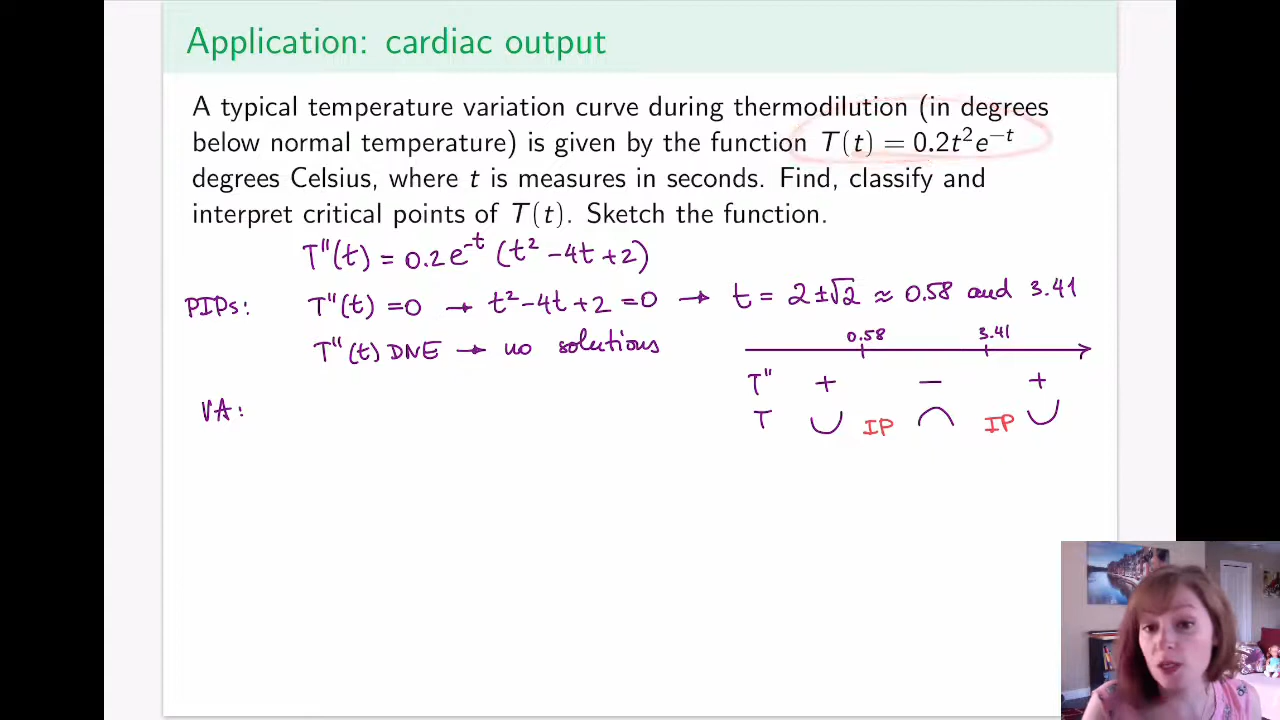 Application: cardiac output
A typical temperature variation curve during thermodilution (in degrees
below normal temperature) is given by the function T(t) = 0.2t²e⁻ᵗ
degrees Celsius, where t is measures in seconds. Find, classify and
interpret critical points of T(t). Sketch the function.
T''(t) = 0.2e⁻ᵗ (t² -4t +2)
PIPs: T''(t) =0 → t² -4t +2 =0 → t = 2±√2 ≈ 0.58 and 3.41
T''(t) DNE → no solutions
0.58 3.41
T'' + − +
VA:
T ∪ IP ∩ IP ∪